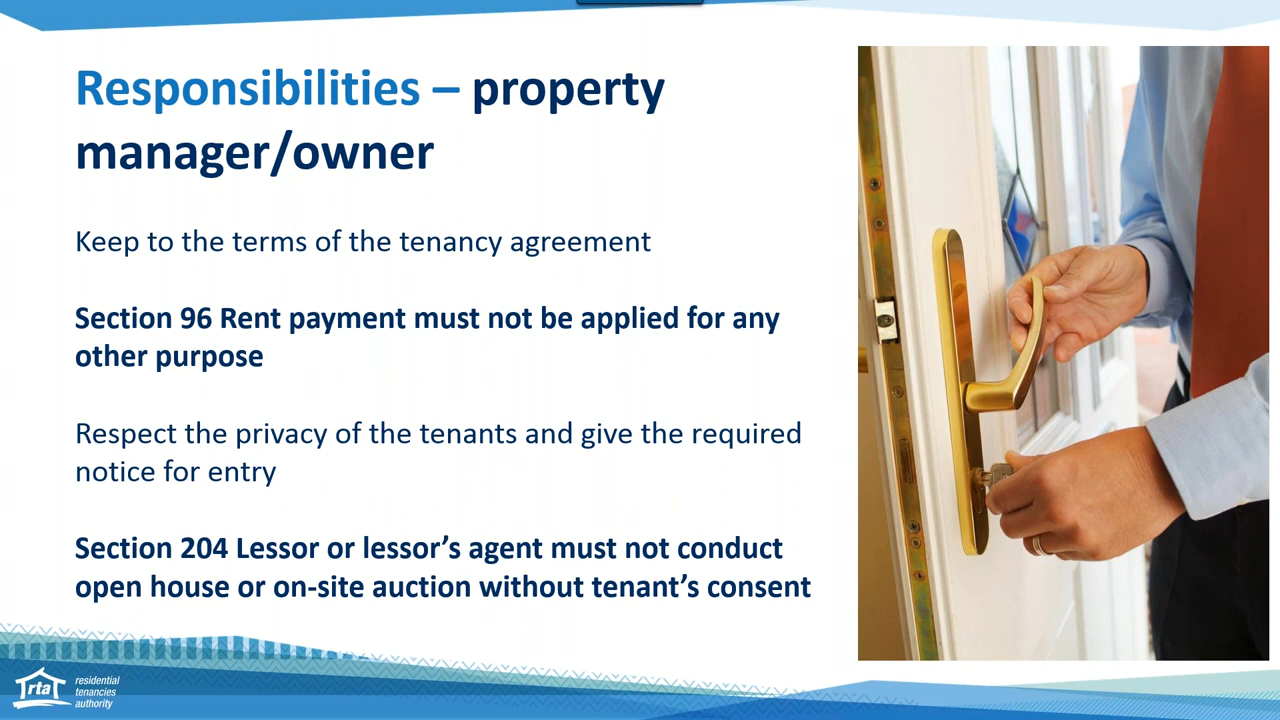 Responsibilities – property
manager/owner
Keep to the terms of the tenancy agreement
Section 96 Rent payment must not be applied for any
other purpose
Respect the privacy of the tenants and give the required
notice for entry
Section 204 Lessor or lessor’s agent must not conduct
open house or on-site auction without tenant’s consent
rta
residential
tenancies
authority